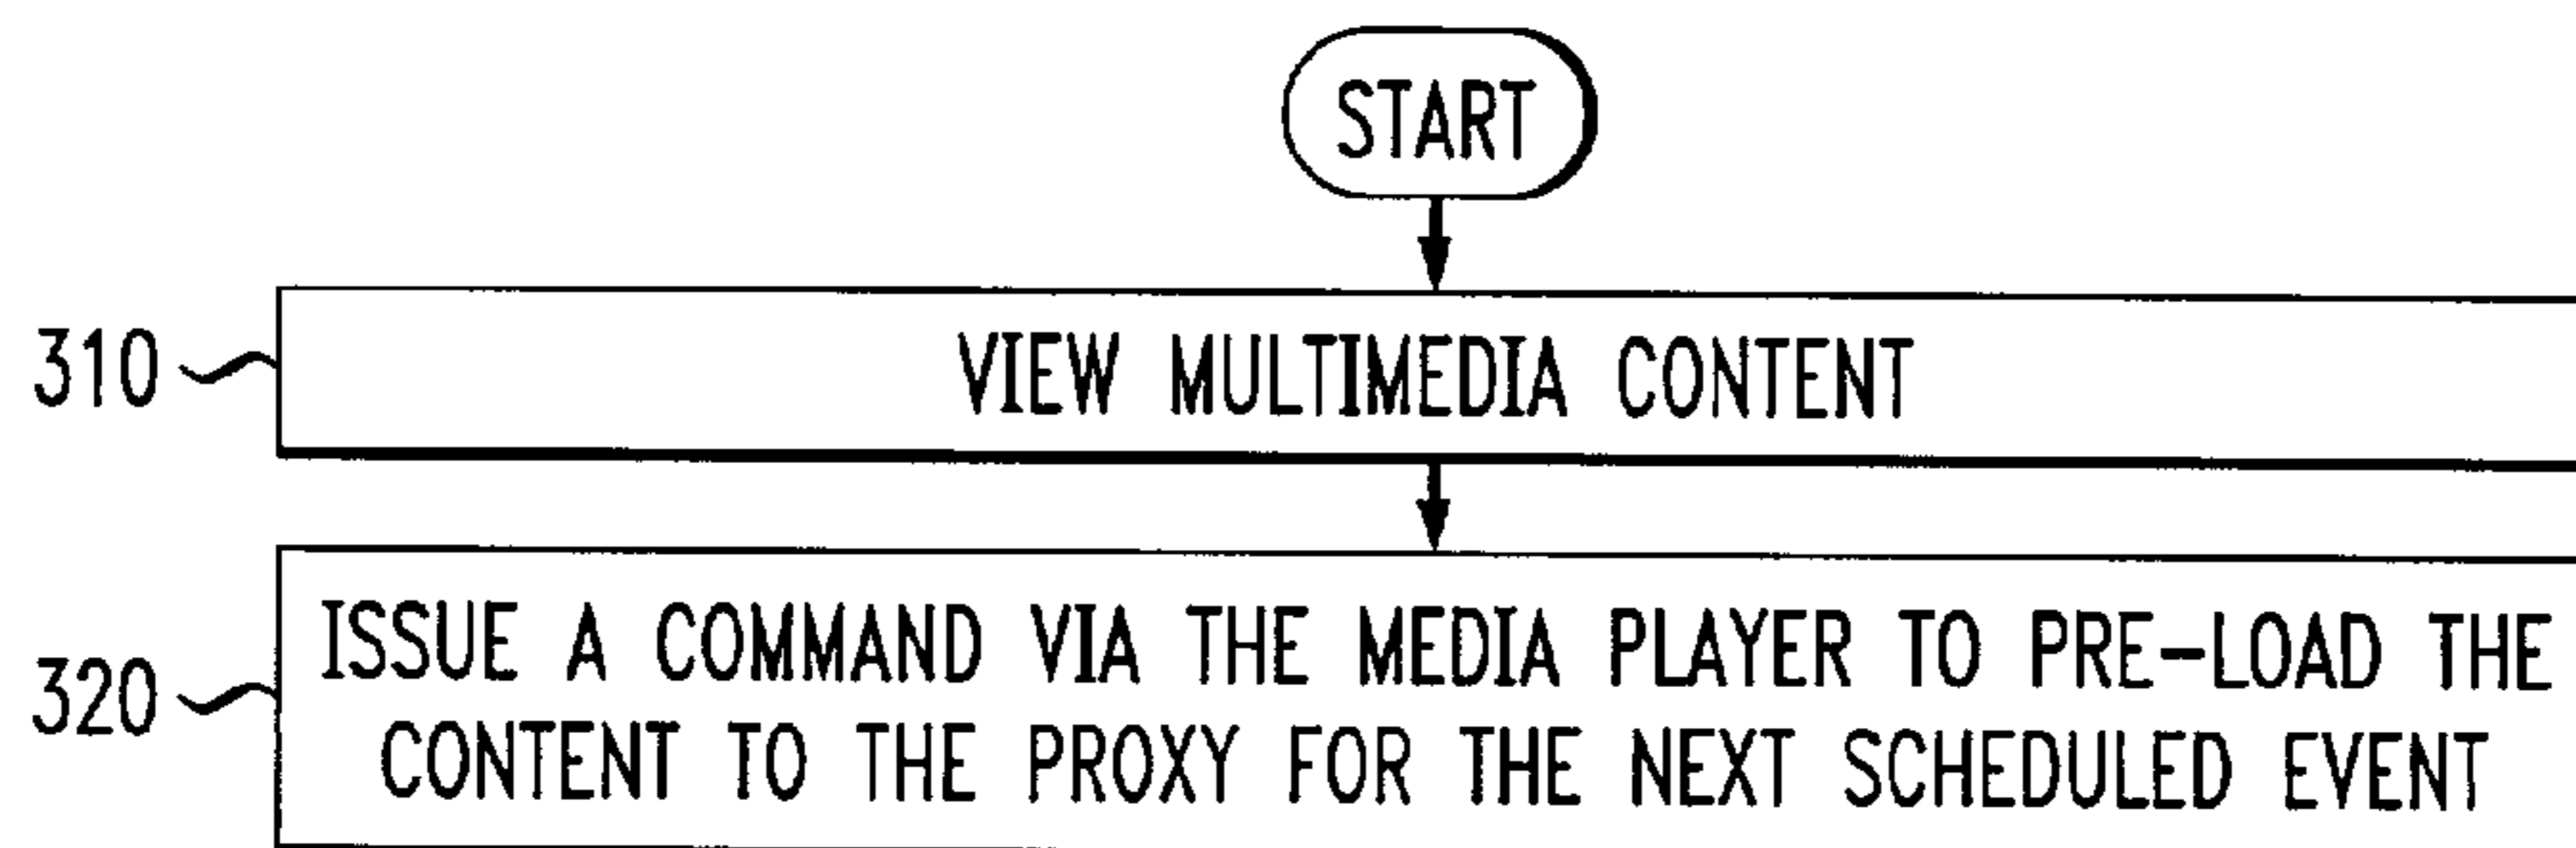 START
310
VIEW MULTIMEDIA CONTENT
320
ISSUE A COMMAND VIA THE MEDIA PLAYER TO PRE-LOAD THE
CONTENT TO THE PROXY FOR THE NEXT SCHEDULED EVENT